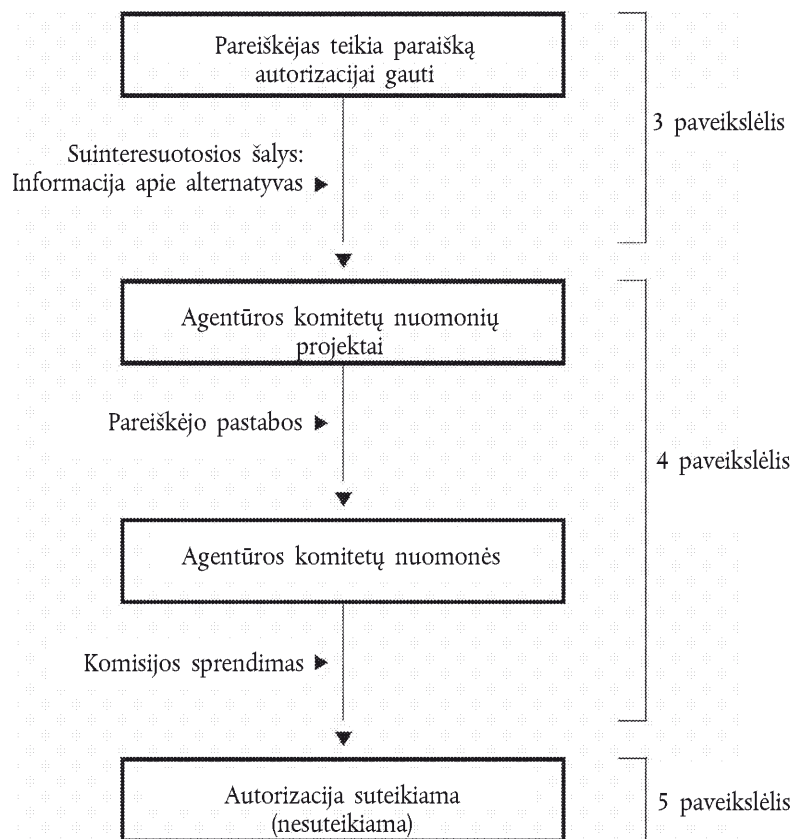 Pareiškėjas teikia paraišką
autorizacijai gauti
3 paveikslėlis
Suinteresuotosios šalys:
Informacija apie alternatyvas
Agentūros komitetų nuomonių
projektai
Pareiškėjo pastabos
4 paveikslėlis
Agentūros komitetų nuomonės
Komisijos sprendimas
Autorizacija suteikiama
(nesuteikiama)
5 paveikslėlis